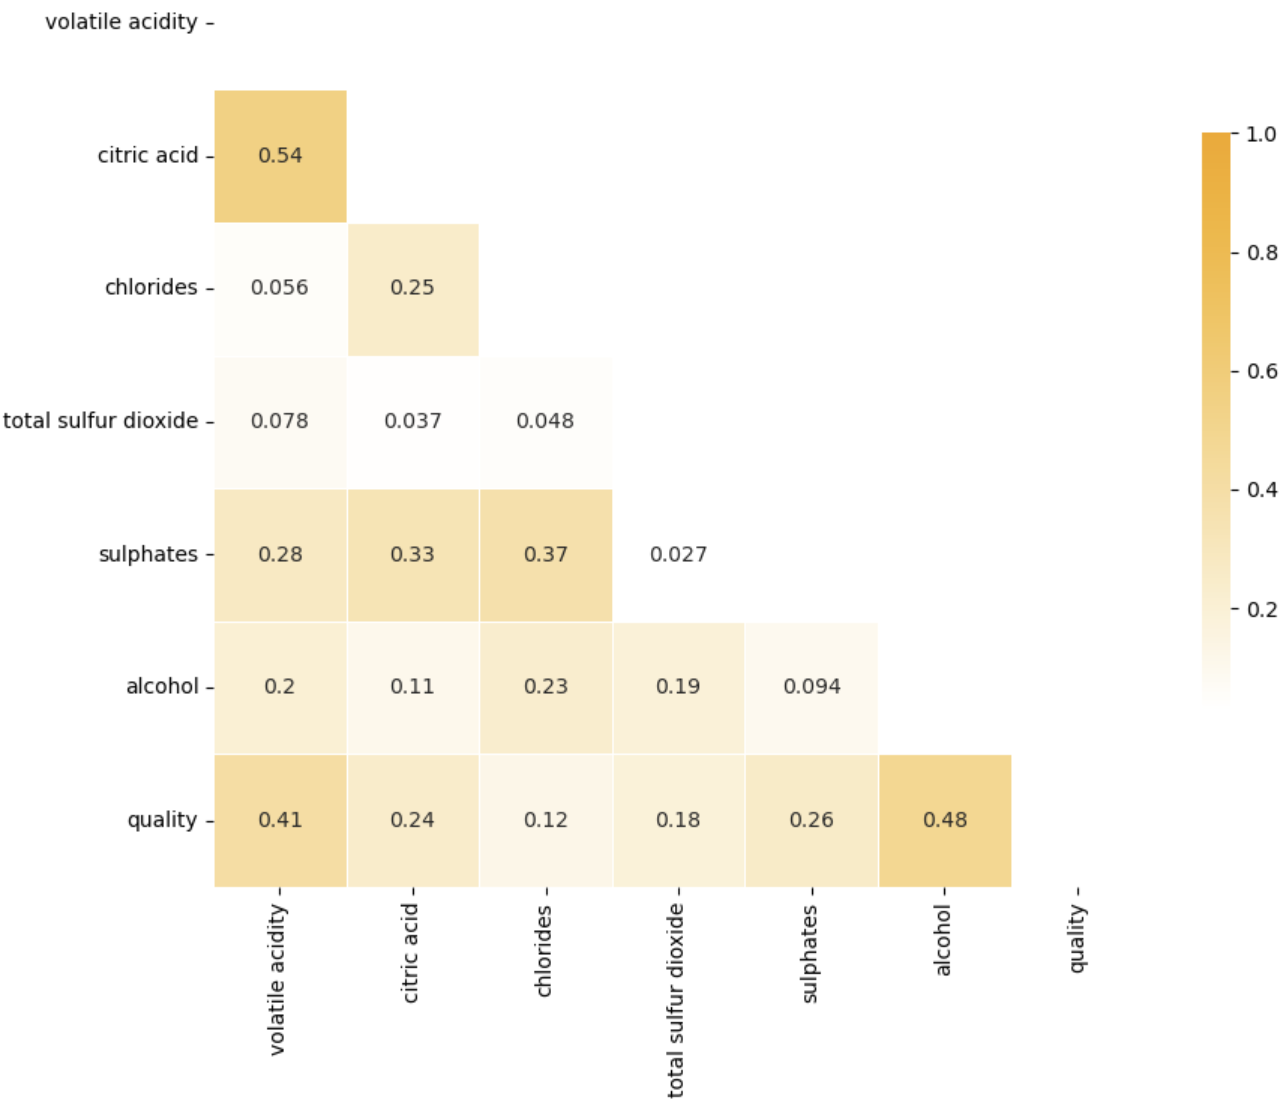 volatile acidity
1.0
citric acid 0.54
0.8
chlorides 0.056 0.25
0.6
total sulfur dioxide 0.078 0.037 0.048
0.4
sulphates 0.28 0.33 0.37 0.027
0.2
alcohol 0.2 0.11 0.23 0.19 0.094
quality 0.41 0.24 0.12 0.18 0.26 0.48
volatile acidity
citric acid
chlorides
total sulfur dioxide
sulphates
alcohol
quality